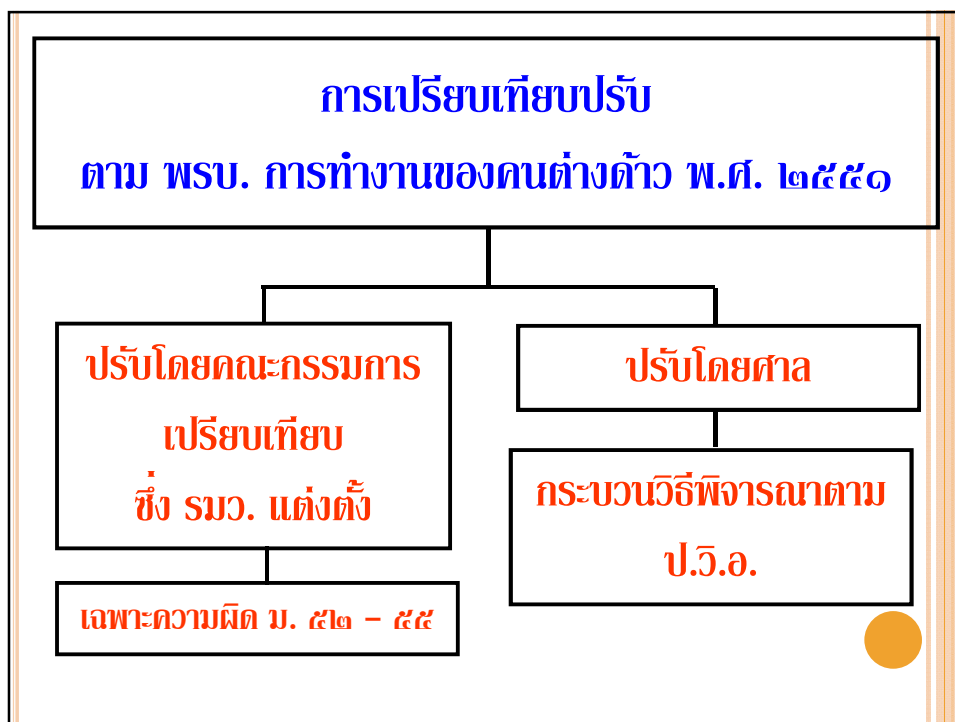 การเปรียบเทียบปรับ
ตาม พรบ. การทำงานของคนต่างด้าว พ.ศ. ๒๕๕๑
ปรับโดยคณะกรรมการ
เปรียบเทียบ
ซึ่ง รมว. แต่งตั้ง
เฉพาะความผิด ม. ๕๒ – ๕๕
ปรับโดยศาล
กระบวนวิธีพิจารณาตาม
ป.วิ.อ.